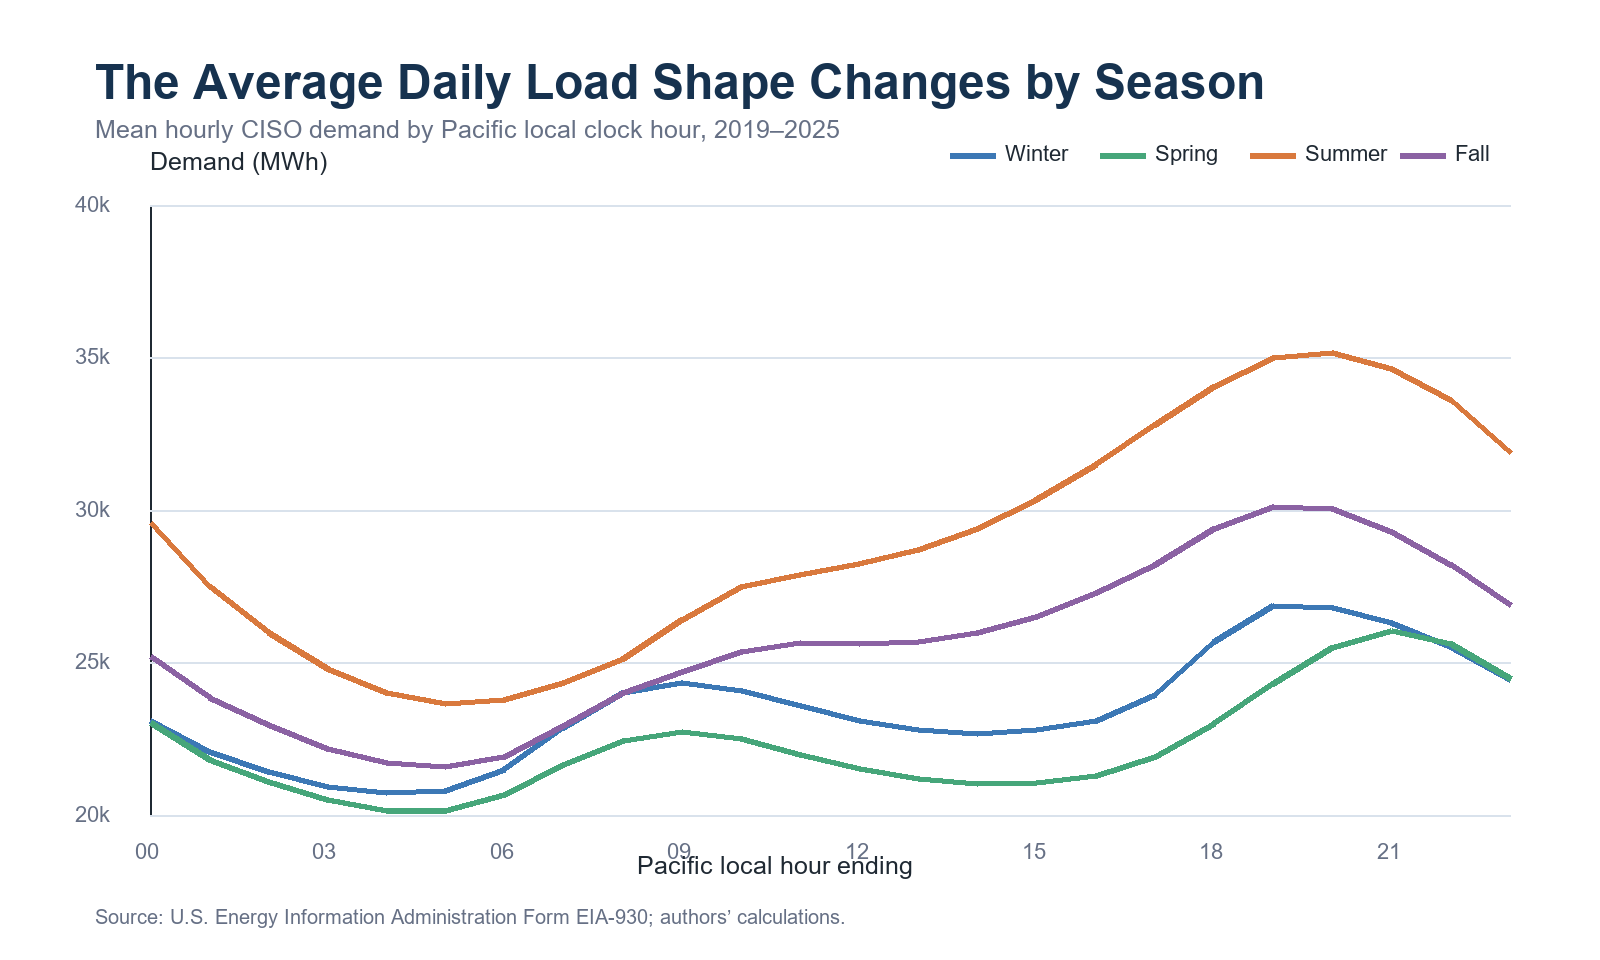 The Average Daily Load Shape Changes by Season
Mean hourly CISO demand by Pacific local clock hour, 2019–2025
Demand (MWh)
Winter Spring Summer Fall
40k
35k
30k
25k
20k
00 03 06 09 12 15 18 21
Pacific local hour ending
Source: U.S. Energy Information Administration Form EIA-930; authors’ calculations.